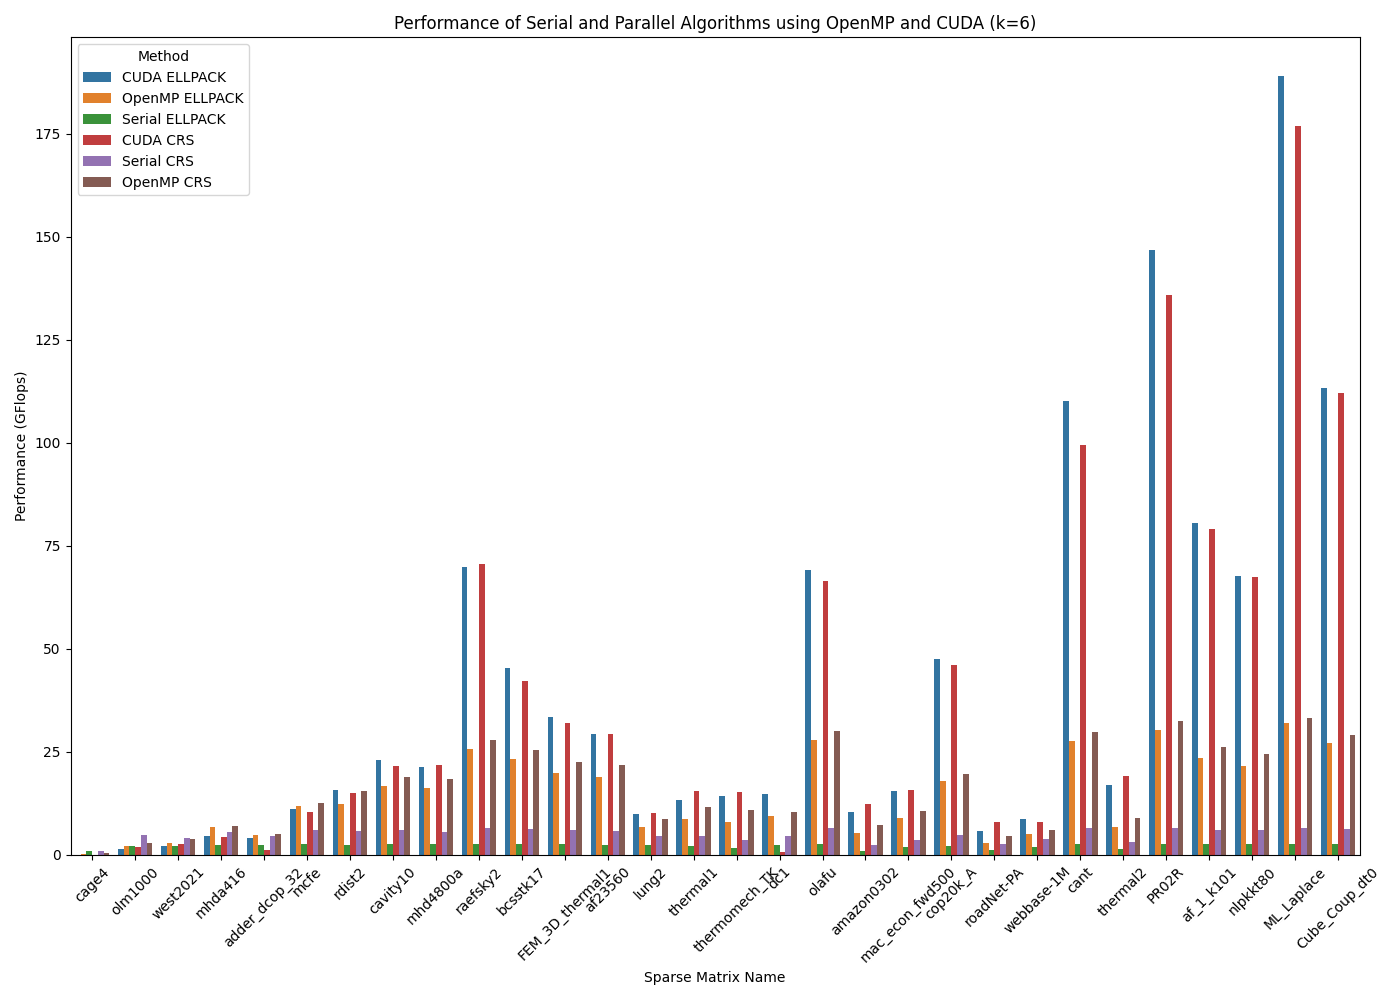 Performance of Serial and Parallel Algorithms using OpenMP and CUDA (k=6)
Method
CUDA ELLPACK
OpenMP ELLPACK
Serial ELLPACK
CUDA CRS
Serial CRS
OpenMP CRS
Performance (GFlops)
175
150
125
100
75
50
25
0
cage4
olm1000
west2021
mhda416
adder_dcop_32
mcfe
rdist2
cavity10
mhd4800a
raefsky2
bcsstk17
FEM_3D_thermal1
af23560
lung2
thermal1
thermomech_TK
dc1
olafu
amazon0302
mac_econ_fwd500
cop20k_A
roadNet-PA
webbase-1M
cant
thermal2
PR02R
af_1_k101
nlpkkt80
ML_Laplace
Cube_Coup_dt0
Sparse Matrix Name